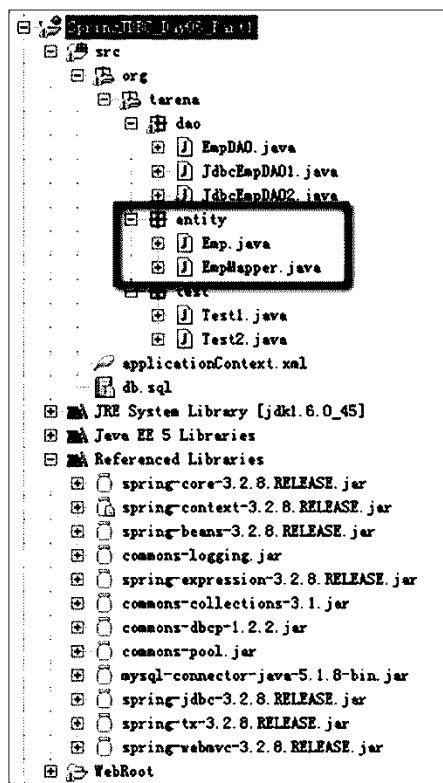 src
org
tarena
dao
EmpDAO.java
JdbcEmpDAO1.java
JdbcEmpDAO2.java
entity
Emp.java
EmpMapper.java
test
Test1.java
Test2.java
applicationContext.xml
db.sql
JRE System Library [jdk1.6.0_45]
Java EE 5 Libraries
Referenced Libraries
spring-core-3.2.8.RELEASE.jar
spring-context-3.2.8.RELEASE.jar
spring-beans-3.2.8.RELEASE.jar
commons-logging.jar
spring-expression-3.2.8.RELEASE.jar
commons-collections-3.1.jar
commons-dbcp-1.2.2.jar
commons-pool.jar
mysql-connector-java-5.1.8-bin.jar
spring-jdbc-3.2.8.RELEASE.jar
spring-tx-3.2.8.RELEASE.jar
spring-webmvc-3.2.8.RELEASE.jar
WebRoot